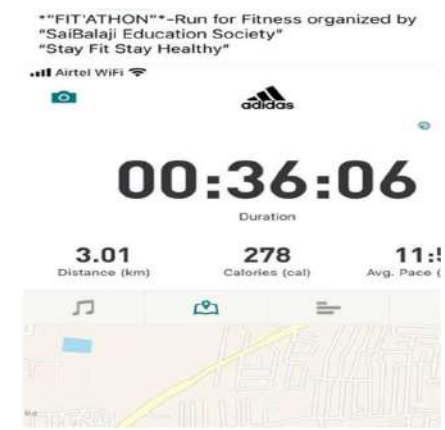 *"FIT'ATHON"*-Run for Fitness organized by
"SaiBalaji Education Society"
"Stay Fit Stay Healthy"
Airtel WiFi
adidas
00:36:06
Duration
3.01 278
Distance (km) Calories (cal) Avg. Pace (